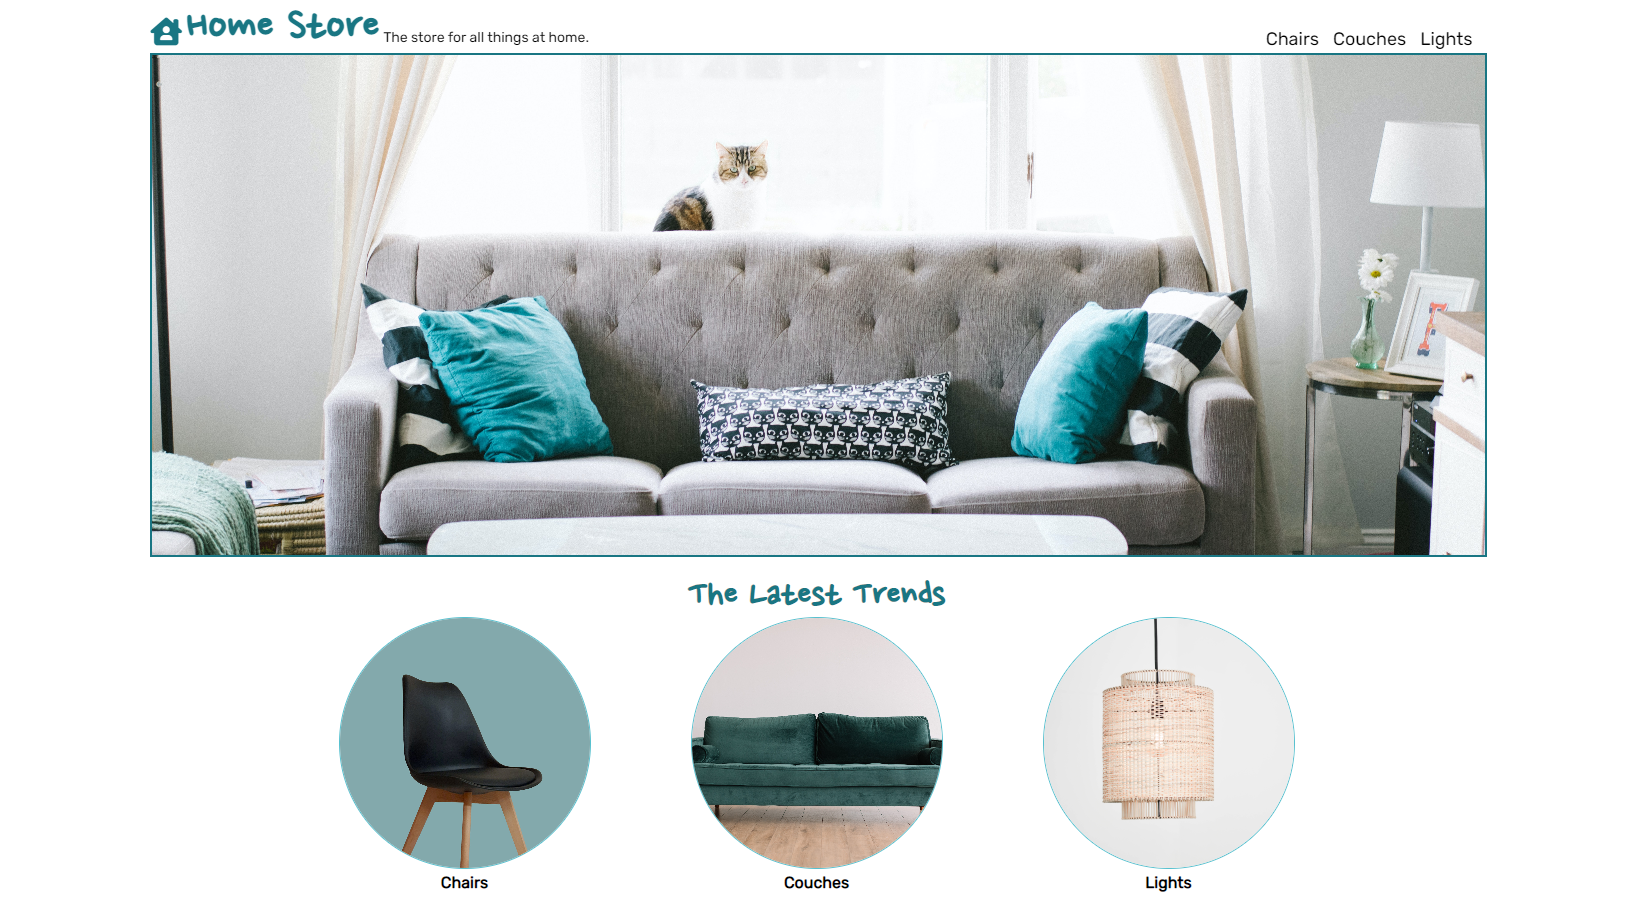 Home Store The store for all things at home. Chairs Couches Lights
The Latest Trends
Chairs Couches Lights